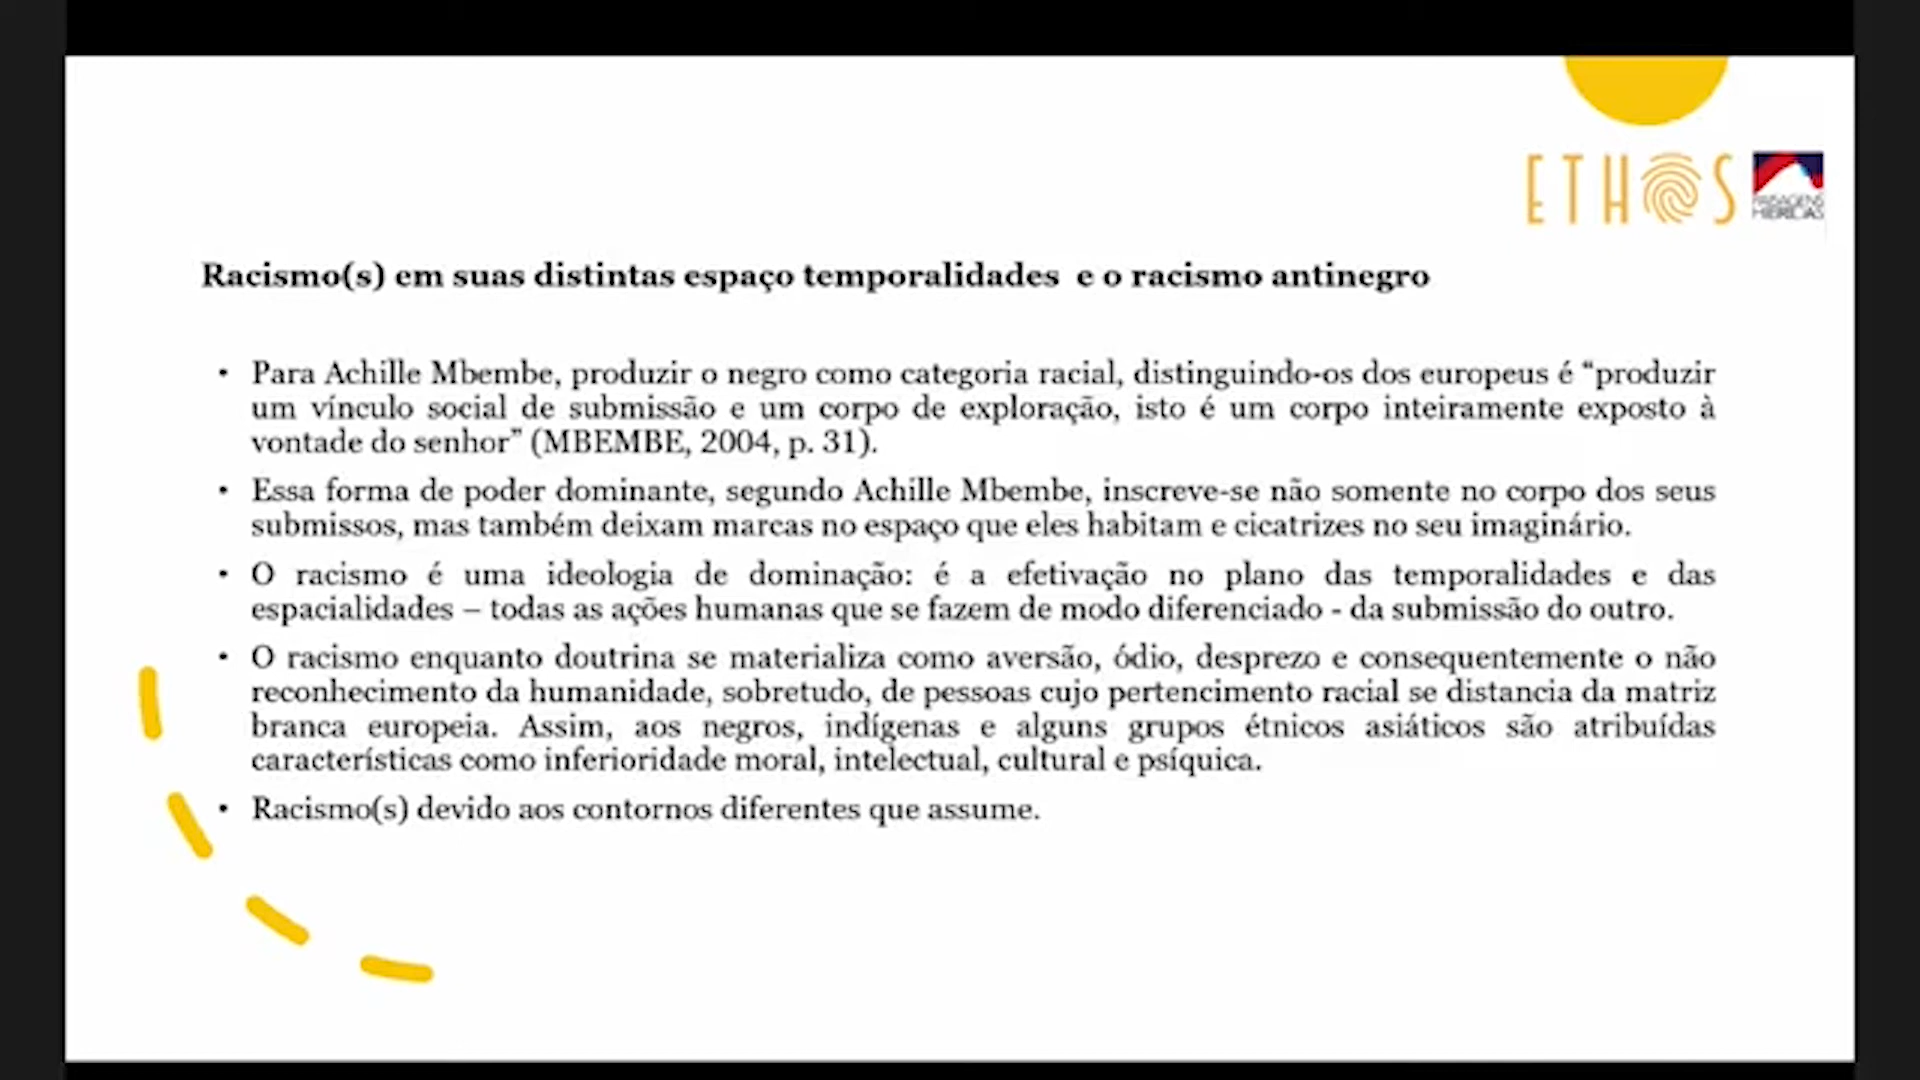 ETHOS
PAISAGENS
HÍBRIDAS
Racismo(s) em suas distintas espaço temporalidades e o racismo antinegro
• Para Achille Mbembe, produzir o negro como categoria racial, distinguindo-os dos europeus é “produzir
um vínculo social de submissão e um corpo de exploração, isto é um corpo inteiramente exposto à
vontade do senhor” (MBEMBE, 2004, p. 31).
• Essa forma de poder dominante, segundo Achille Mbembe, inscreve-se não somente no corpo dos seus
submissos, mas também deixam marcas no espaço que eles habitam e cicatrizes no seu imaginário.
• O racismo é uma ideologia de dominação: é a efetivação no plano das temporalidades e das
espacialidades – todas as ações humanas que se fazem de modo diferenciado - da submissão do outro.
• O racismo enquanto doutrina se materializa como aversão, ódio, desprezo e consequentemente o não
reconhecimento da humanidade, sobretudo, de pessoas cujo pertencimento racial se distancia da matriz
branca europeia. Assim, aos negros, indígenas e alguns grupos étnicos asiáticos são atribuídas
características como inferioridade moral, intelectual, cultural e psíquica.
• Racismo(s) devido aos contornos diferentes que assume.